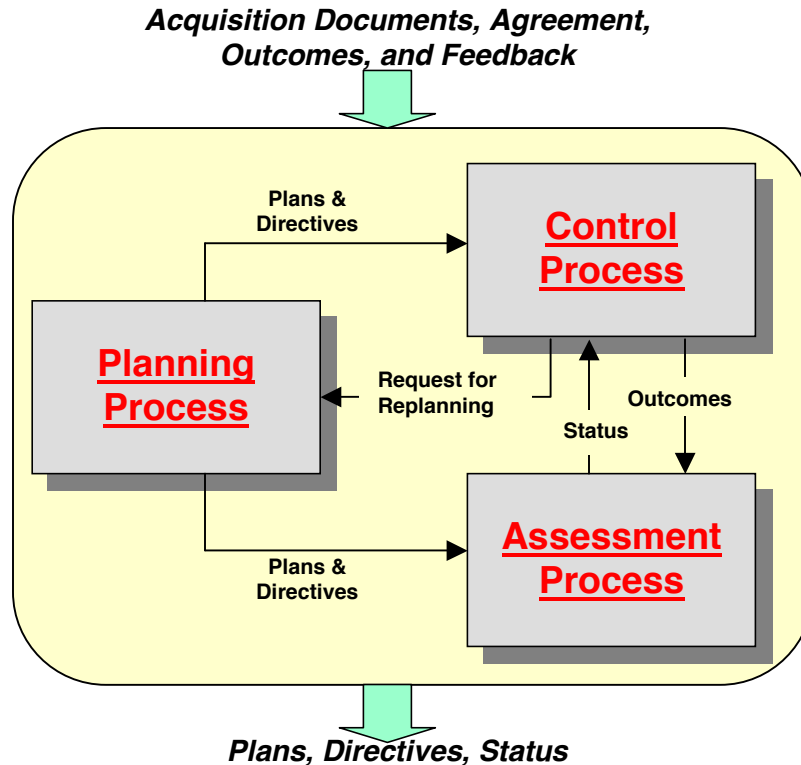 Acquisition Documents, Agreement,
Outcomes, and Feedback
Plans &
Directives
Control
Process
Planning
Process
Request for
Replanning
Outcomes
Status
Assessment
Process
Plans &
Directives
Plans, Directives, Status